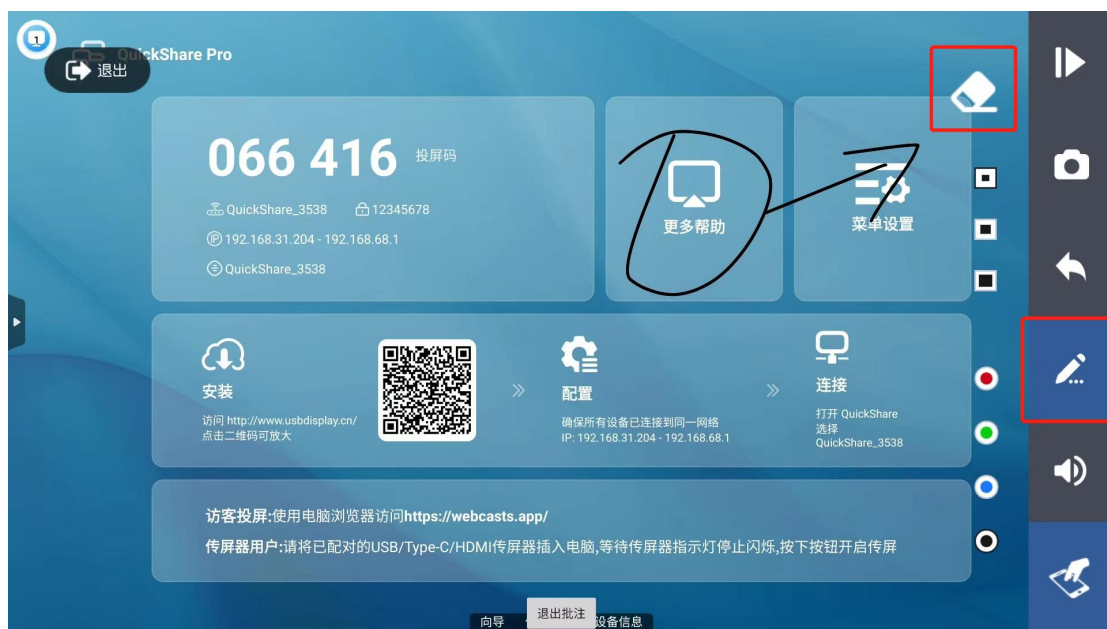 1
QuickShare Pro
退出
066 416 投屏码
QuickShare_3538 12345678
192.168.31.204 - 192.168.68.1
QuickShare_3538
更多帮助
菜单设置
安装
访问 http://www.usbdisplay.cn/
点击二维码可放大
配置
确保所有设备已连接到同一网络
IP: 192.168.31.204 - 192.168.68.1
连接
打开 QuickShare
选择
QuickShare_3538
访客投屏:使用电脑浏览器访问https://webcasts.app/
传屏器用户:请将已配对的USB/Type-C/HDMI传屏器插入电脑,等待传屏器指示灯停止闪烁,按下按钮开启传屏
向导
退出批注
设备信息